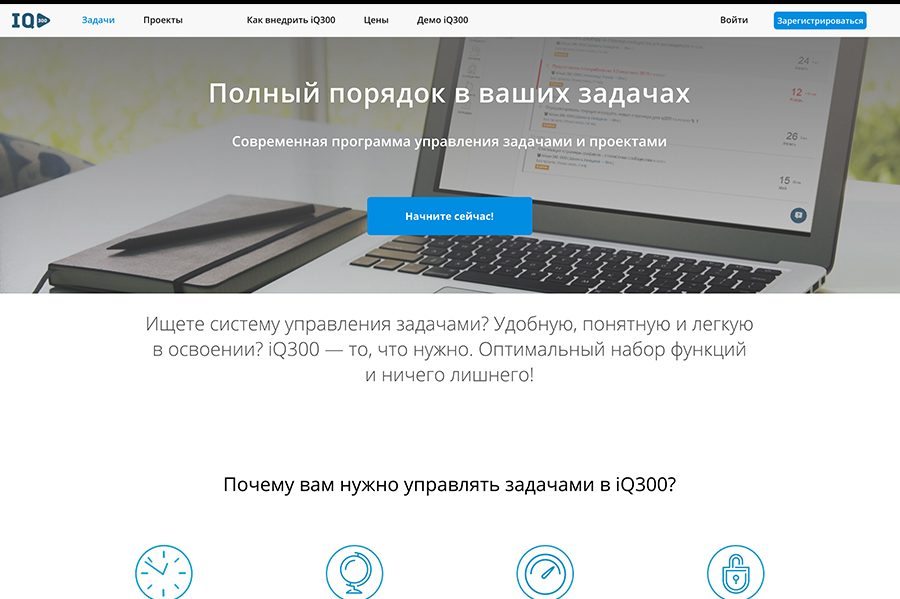 IQ300
Задачи
Проекты
Как внедрить iQ300
Цены
Демо iQ300
Войти
Зарегистрироваться
Полный порядок в ваших задачах
Современная программа управления задачами и проектами
Начните сейчас!
24
12
26
15
Ищете систему управления задачами? Удобную, понятную и легкую
в освоении? iQ300 — то, что нужно. Оптимальный набор функций
и ничего лишнего!
Почему вам нужно управлять задачами в iQ300?